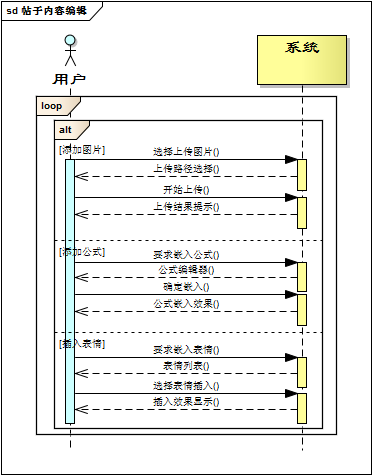 sd 帖子内容编辑
用户
系统
loop
alt
[添加图片]
选择上传图片()
上传路径选择()
开始上传()
上传结果提示()
[添加公式]
要求嵌入公式()
公式编辑器()
确定嵌入()
公式嵌入效果()
[插入表情]
要求嵌入表情()
表情列表()
选择表情插入()
插入效果显示()